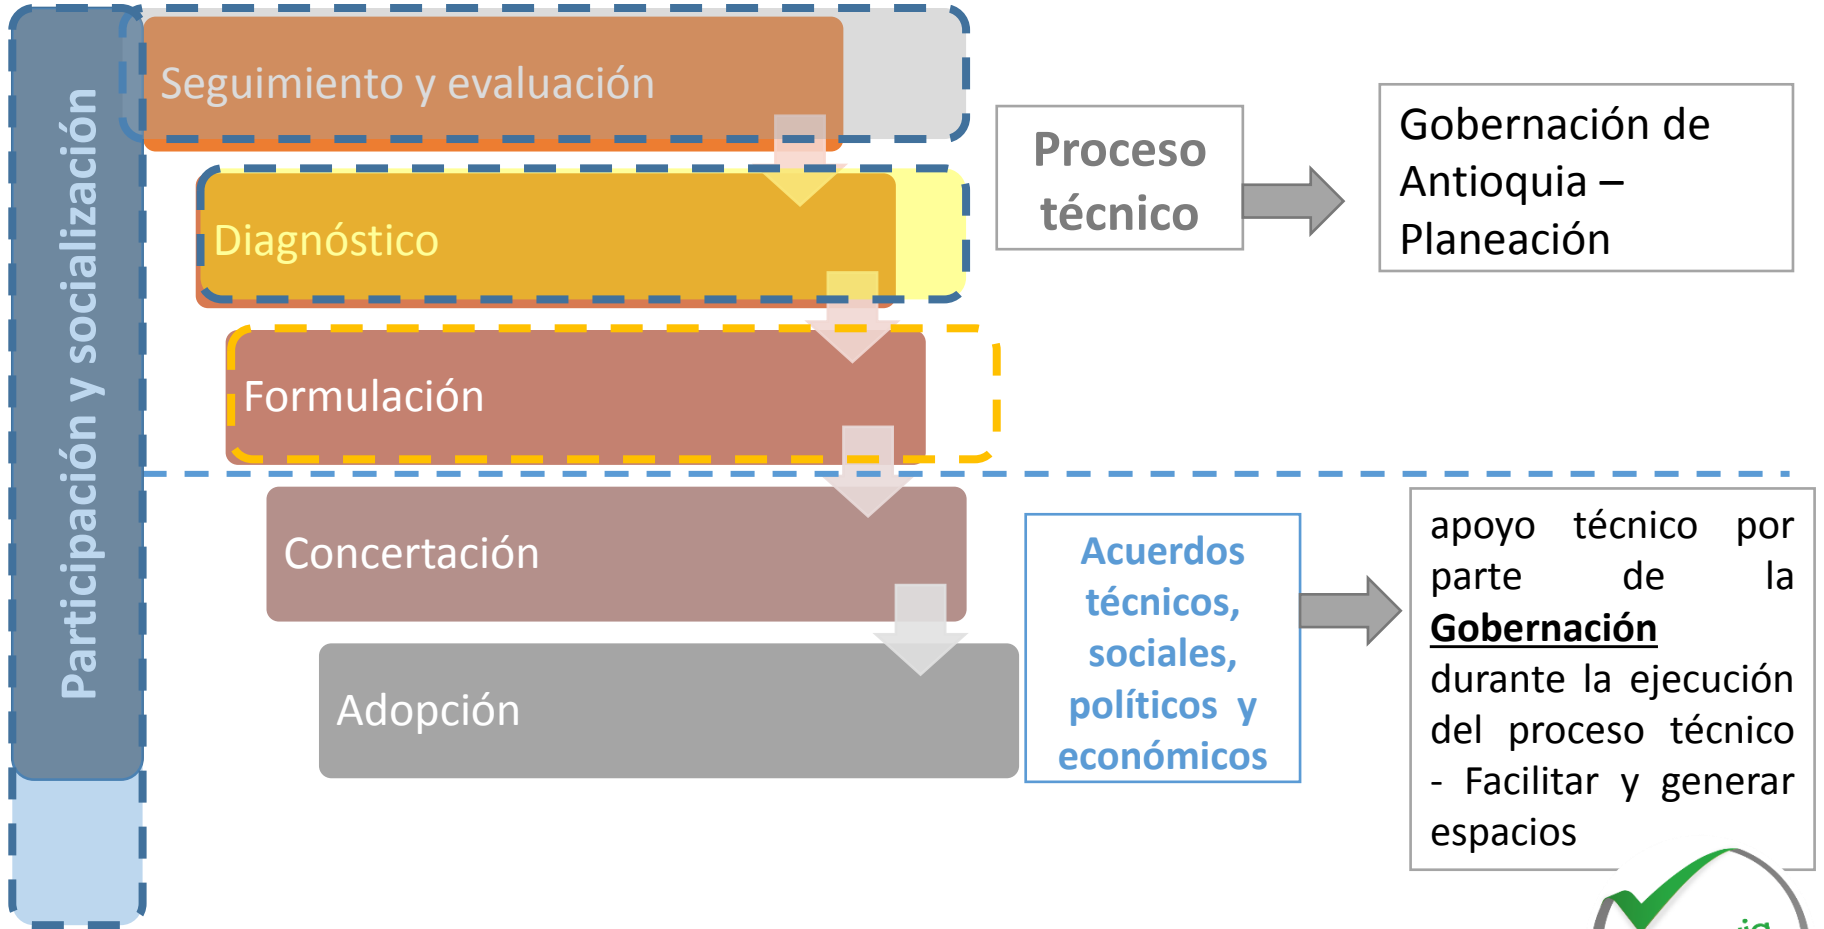 Participación y socialización
Seguimiento y evaluación
Diagnóstico
Formulación
Concertación
Adopción
Proceso
técnico
Gobernación de
Antioquia –
Planeación
Acuerdos
técnicos,
sociales,
políticos y
económicos
apoyo técnico por
parte de la
Gobernación
durante la ejecución
del proceso técnico
- Facilitar y generar
espacios